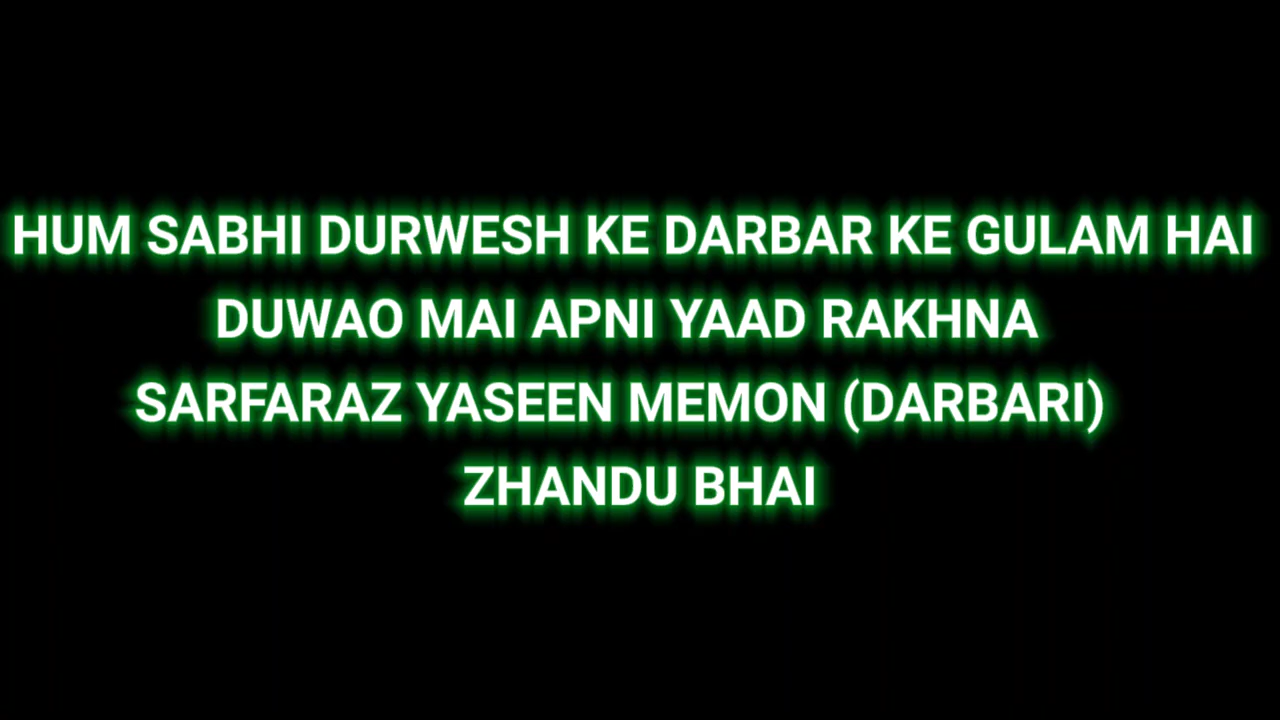 HUM SABHI DURWESH KE DARBAR KE GULAM HAI
DUWAO MAI APNI YAAD RAKHNA
SARFARAZ YASEEN MEMON (DARBARI)
ZHANDU BHAI